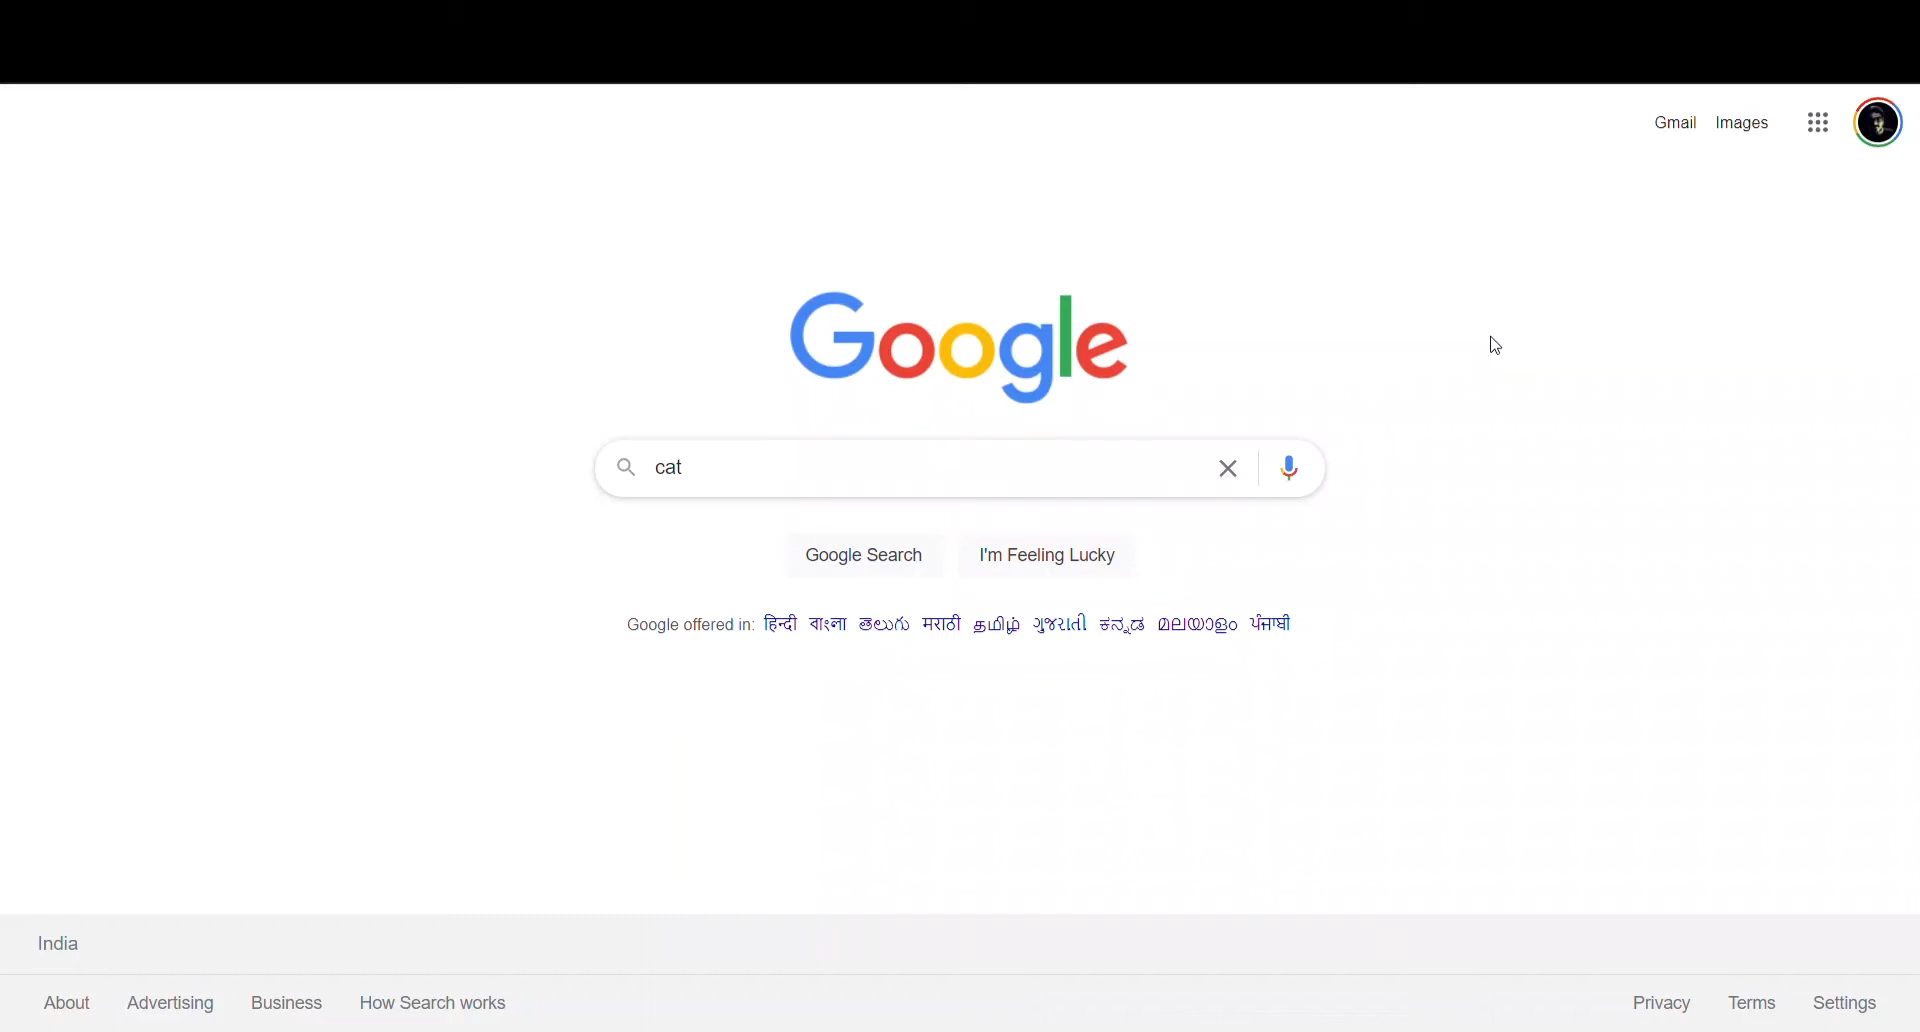 Gmail Images
Google
cat
Google Search I'm Feeling Lucky
Google offered in: हिन्दी বাংলা తెలుగు मराठी தமிழ் ગુજરાતી ಕನ್ನಡ മലയാളം ਪੰਜਾਬੀ
India
About Advertising Business How Search works Privacy Terms Settings